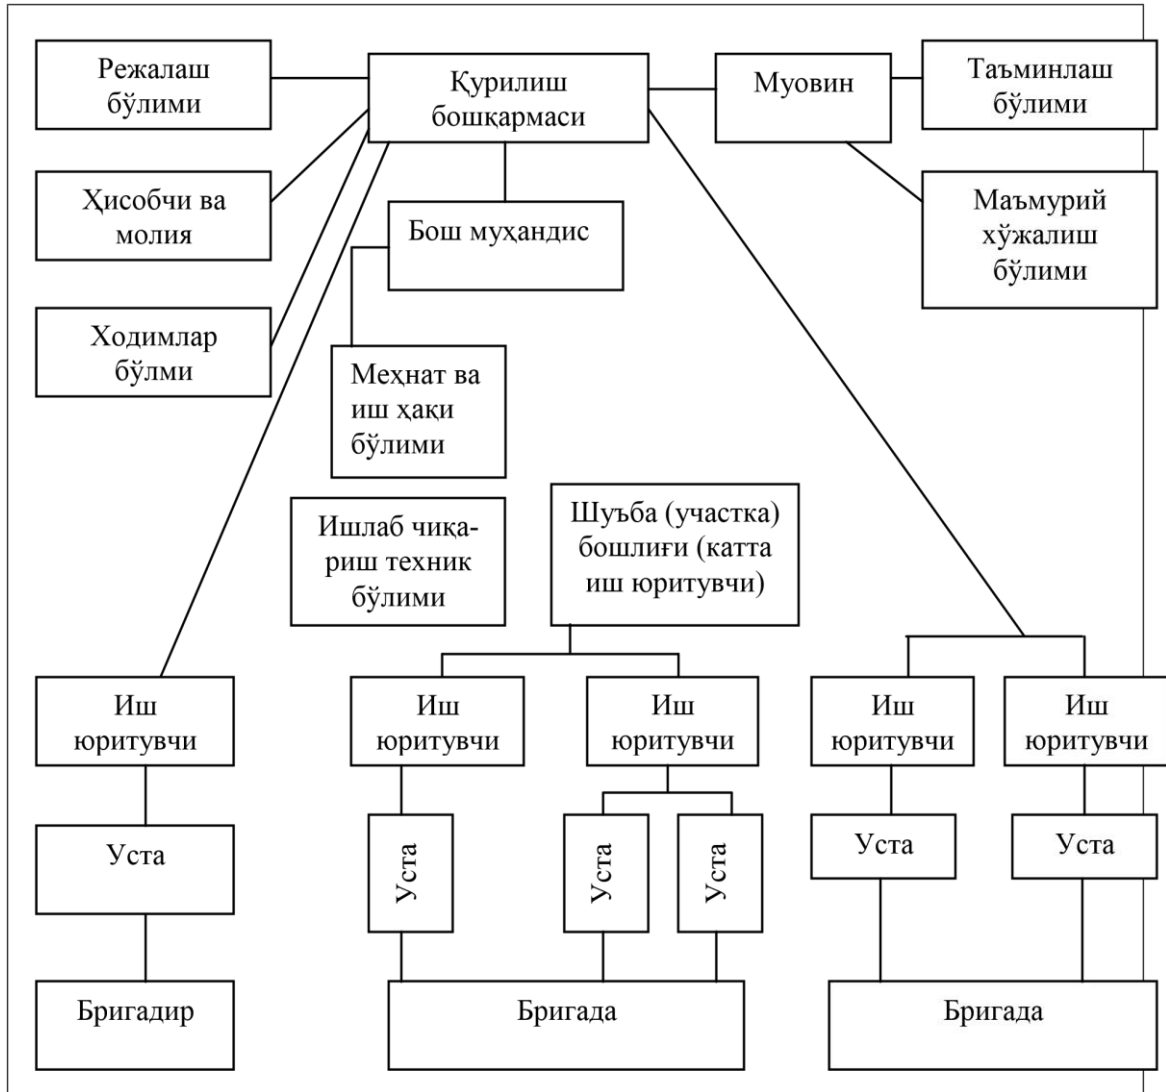 Режалаш
бўлими
Қурилиш
бошқармаси
Муовин
Таъминлаш
бўлими
Ҳисобчи ва
молия
Бош муҳандис
Маъмурий
хўжалиш
бўлими
Ходимлар
бўлми
Меҳнат ва
иш ҳақи
бўлими
Ишлаб чиқа-
риш техник
бўлими
Шуъба (участка)
бошлиғи (катта
иш юритувчи)
Иш
юритувчи
Иш
юритувчи
Иш
юритувчи
Иш
юритувчи
Иш
юритувчи
Уста
Уста
Уста
Уста
Уста
Уста
Бригадир
Бригада
Бригада